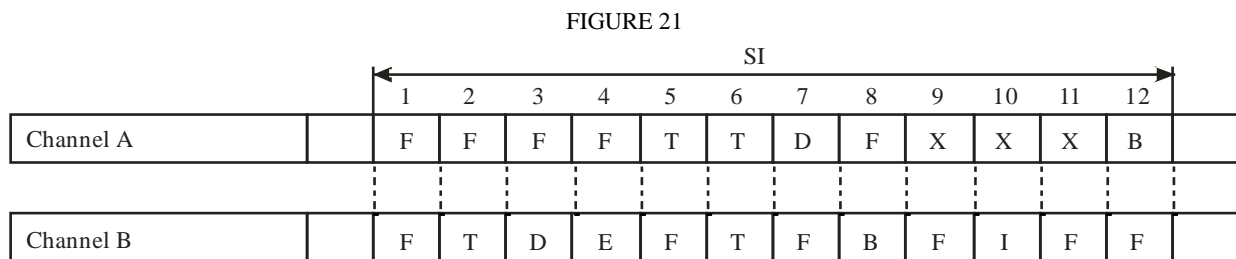 FIGURE 21
SI
1 2 3 4 5 6 7 8 9 10 11 12
Channel A F F F F T T D F X X X B
Channel B F T D E F T F B F I F F